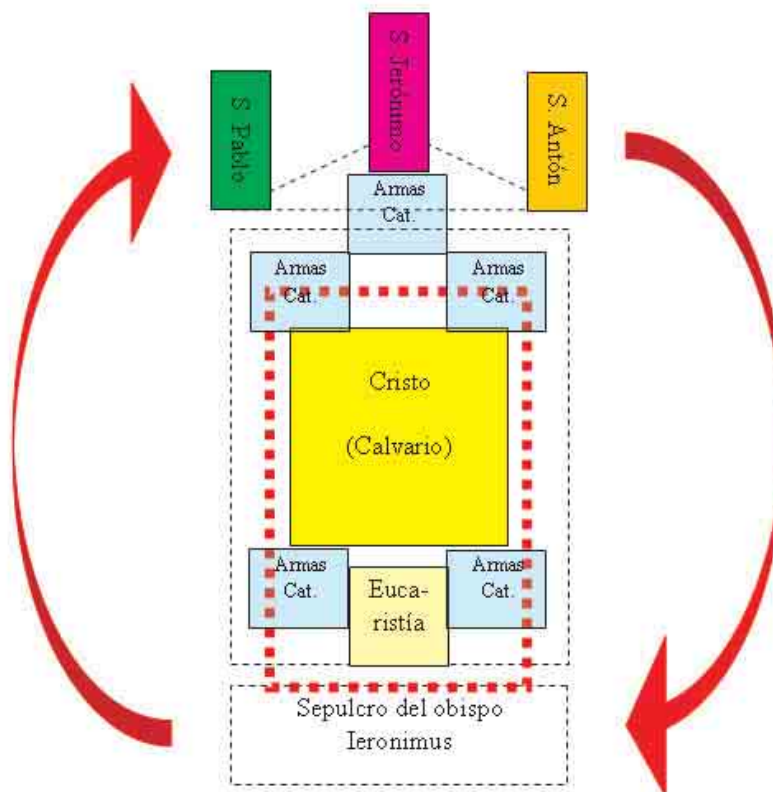 S. Pablo
S. Jerónimo
S. Antón
Armas
Cat.
Armas
Cat.
Armas
Cat.
Cristo
(Calvario)
Armas
Cat.
Euca-
ristía
Armas
Cat.
Sepulcro del obispo
Ieronimus